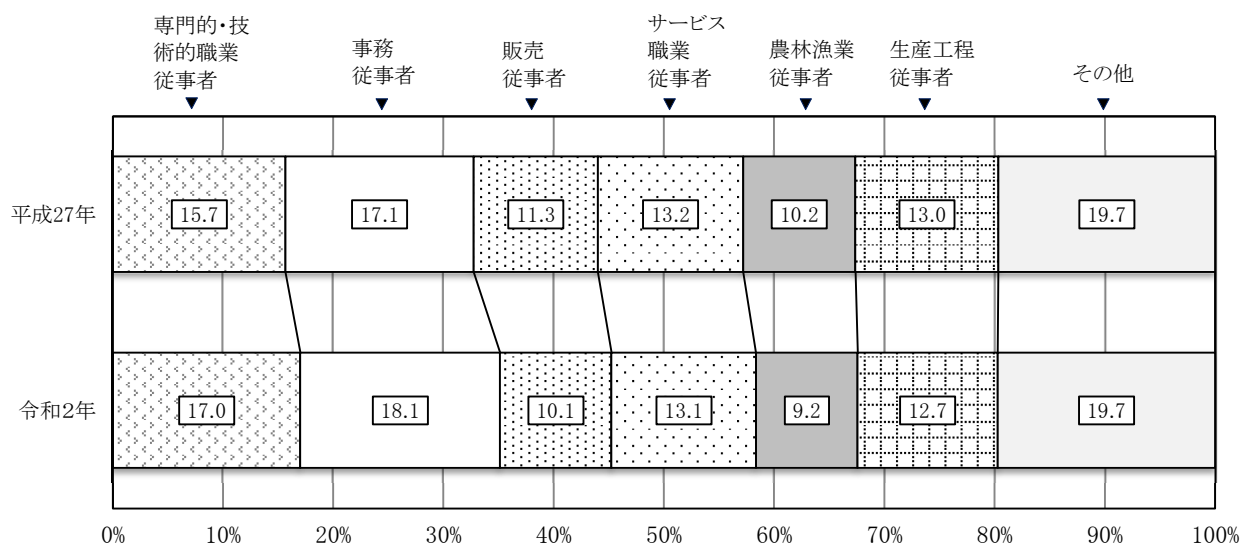 専門的・技
術的職業
従事者
事務
従事者
販売
従事者
サービス
職業
従事者
農林漁業
従事者
生産工程
従事者
その他
平成27年
15.7
17.1
11.3
13.2
10.2
13.0
19.7
令和2年
17.0
18.1
10.1
13.1
9.2
12.7
19.7
0%
10%
20%
30%
40%
50%
60%
70%
80%
90%
100%